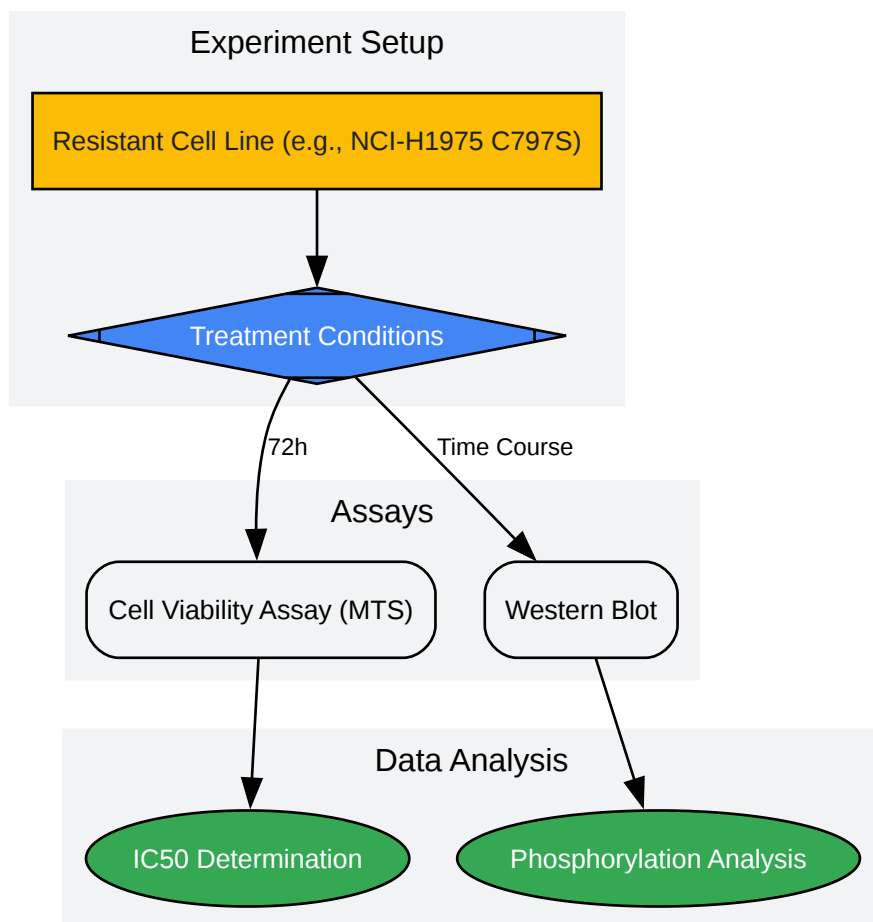 Experiment Setup
Resistant Cell Line (e.g., NCI-H1975 C797S)
Treatment Conditions
72h
Time Course
Assays
Cell Viability Assay (MTS)
Western Blot
Data Analysis
IC50 Determination
Phosphorylation Analysis